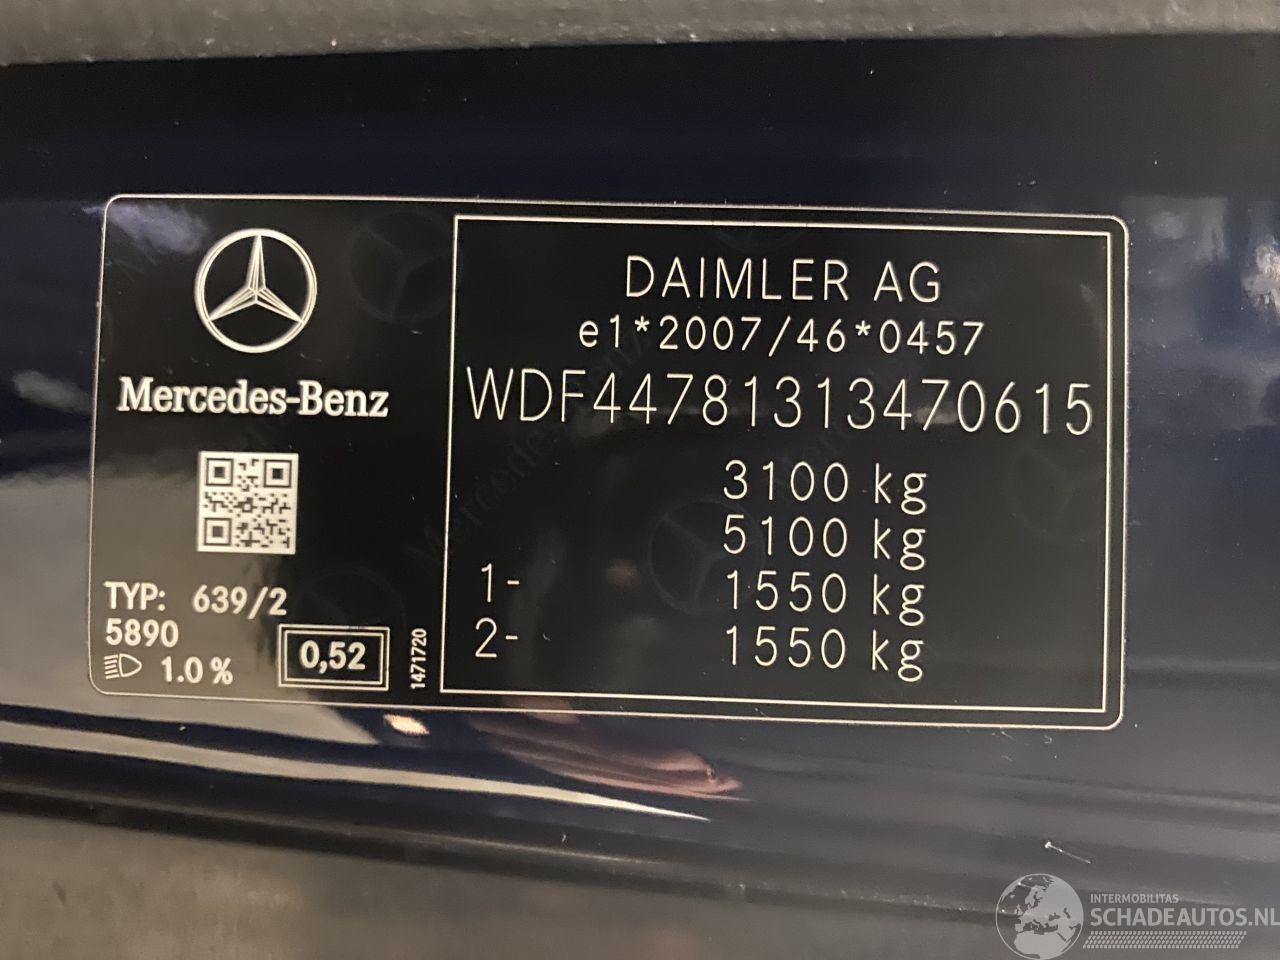 DAIMLER AG
e1*2007/46*0457
WDF44781313470615
3100 kg
5100 kg
1- 1550 kg
2- 1550 kg
Mercedes-Benz
TYP: 639/2
5890
1.0 %
0,52
1471720
INTERMOBILITAS
SCHADEAUTOS.NL